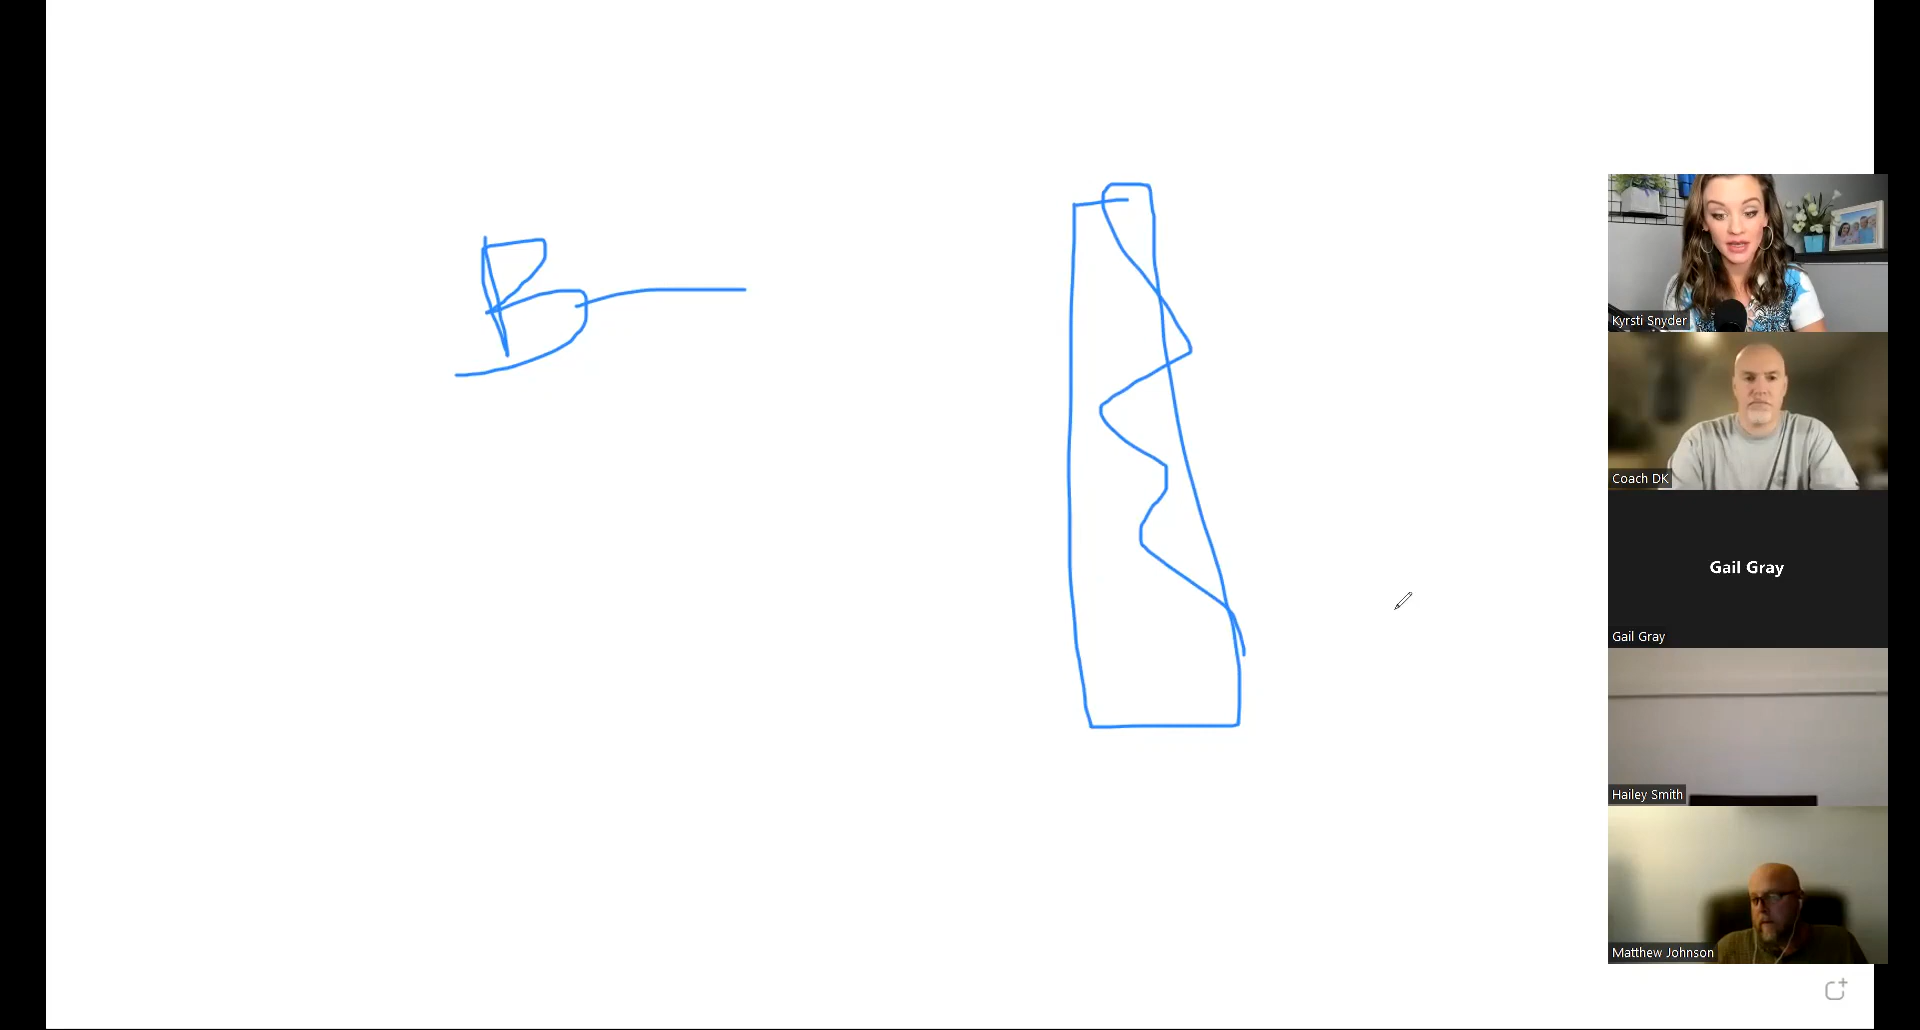 B
Kyrsti Snyder
Coach DK
Gail Gray
Gail Gray
Hailey Smith
Matthew Johnson